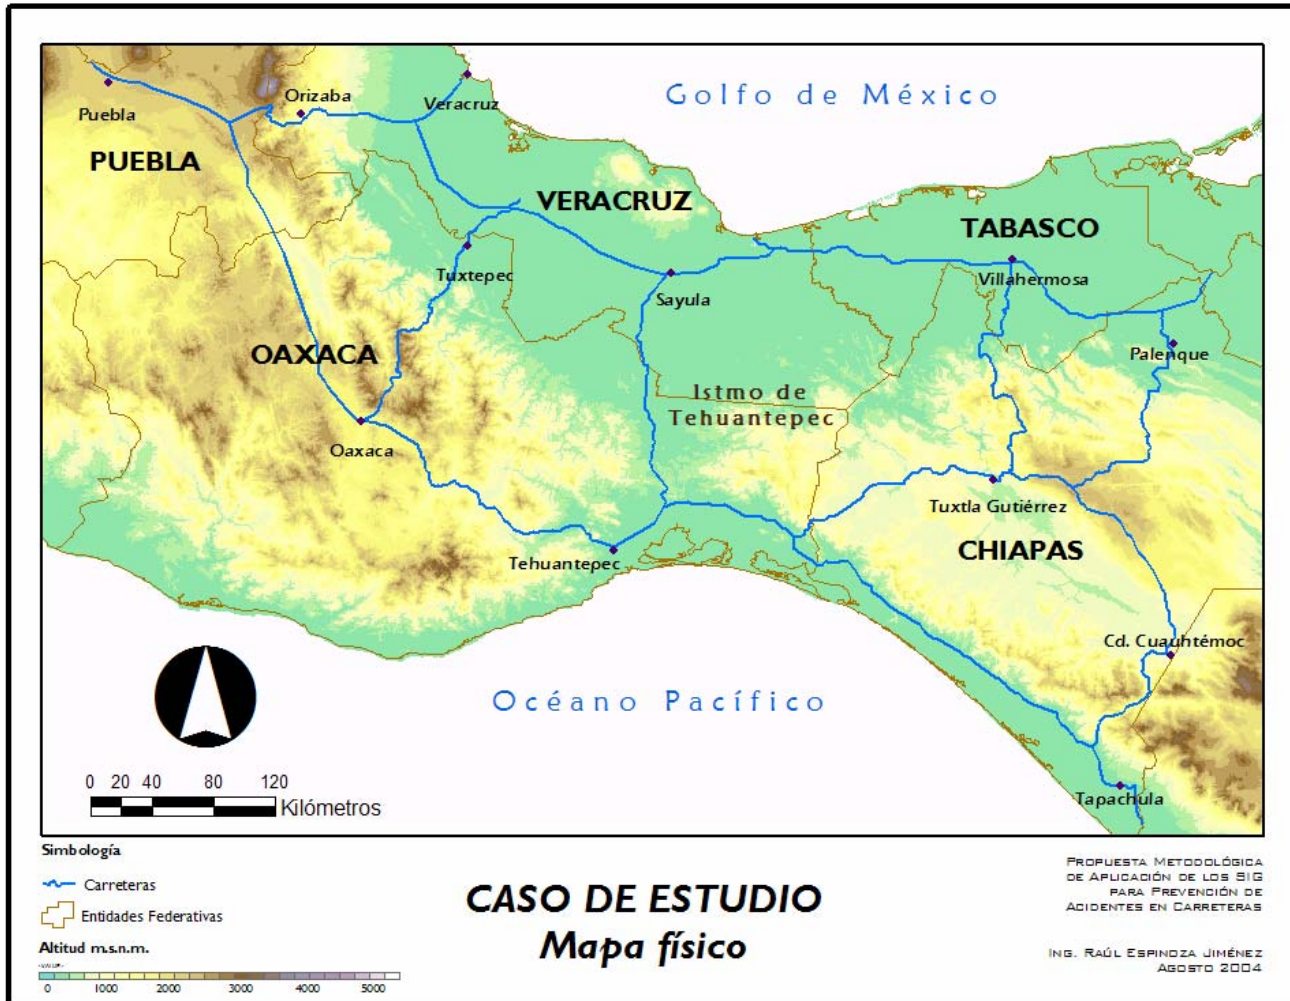 Golfo de México
Puebla
Orizaba
Veracruz
PUEBLA
VERACRUZ
TABASCO
Tuxtepec
Sayula
Villahermosa
OAXACA
Palenque
Istmo de
Tehuantepec
Oaxaca
Tuxtla Gutiérrez
CHIAPAS
Tehuantepec
Cd. Cuauhtémoc
Océano Pacífico
Tapachula
0 20 40 80 120
Kilómetros
Simbología
Carreteras
Entidades Federativas
Altitud m.s.n.m.
0 1000 2000 3000 4000 5000
CASO DE ESTUDIO
Mapa físico
PROPUESTA METODOLÓGICA
DE APLICACIÓN DE LOS SIG
PARA PREVENCIÓN DE
ACCIDENTES EN CARRETERAS
ING. RAÚL ESPINOZA JIMÉNEZ
AGOSTO 2004